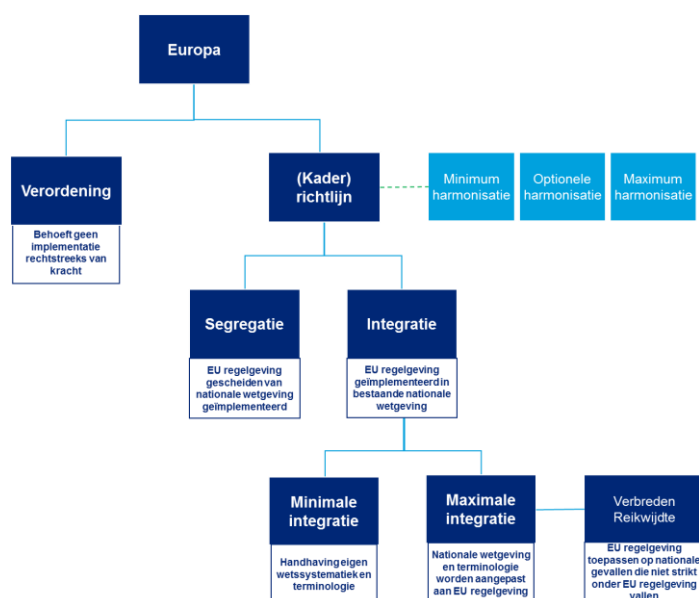 Europa
Verordening
Behoeft geen
implementatie
rechtstreeks van
kracht
(Kader)
richtlijn
Minimum
harmonisatie
Optionele
harmonisatie
Maximum
harmonisatie
Segregatie
EU regelgeving
gescheiden van
nationale wetgeving
geïmplementeerd
Integratie
EU regelgeving
geïmplementeerd in
bestaande nationale
wetgeving
Minimale
integratie
Handhaving eigen
wetssystematiek en
terminologie
Maximale
integratie
Nationale wetgeving
en terminologie
worden aangepast
aan EU regelgeving
Verbreden
Reikwijdte
EU regelgeving
toepassen op nationale
gevallen die niet strikt
onder EU regelgeving
vallen